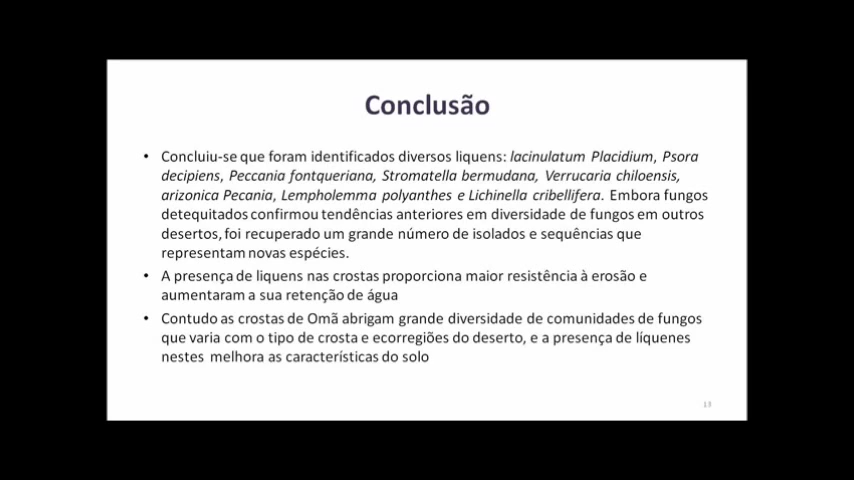 Conclusão
• Concluiu-se que foram identificados diversos liquens: lacinulatum Placidium, Psora
decipiens, Peccania fontqueriana, Stromatella bermudana, Verrucaria chiloensis,
arizonica Pecania, Lempholemma polyanthes e Lichinella cribellifera. Embora fungos
detequitados confirmou tendências anteriores em diversidade de fungos em outros
desertos, foi recuperado um grande número de isolados e sequências que
representam novas espécies.
• A presença de liquens nas crostas proporciona maior resistência à erosão e
aumentaram a sua retenção de água
• Contudo as crostas de Omã abrigam grande diversidade de comunidades de fungos
que varia com o tipo de crosta e ecorregiões do deserto, e a presença de líquenes
nestes melhora as características do solo
13